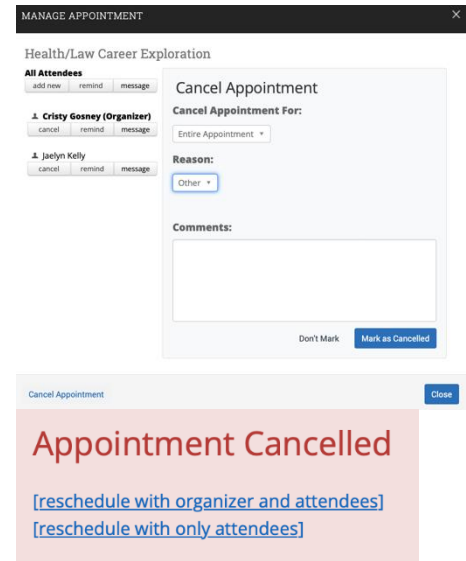 MANAGE APPOINTMENT ×
Health/Law Career Exploration
All Attendees
add new remind message
Cristy Gosney (Organizer)
cancel remind message
Jaelyn Kelly
cancel remind message
Cancel Appointment
Cancel Appointment For:
Entire Appointment
Reason:
Other
Comments:
Don't Mark Mark as Cancelled
Cancel Appointment Close
Appointment Cancelled
[reschedule with organizer and attendees]
[reschedule with only attendees]